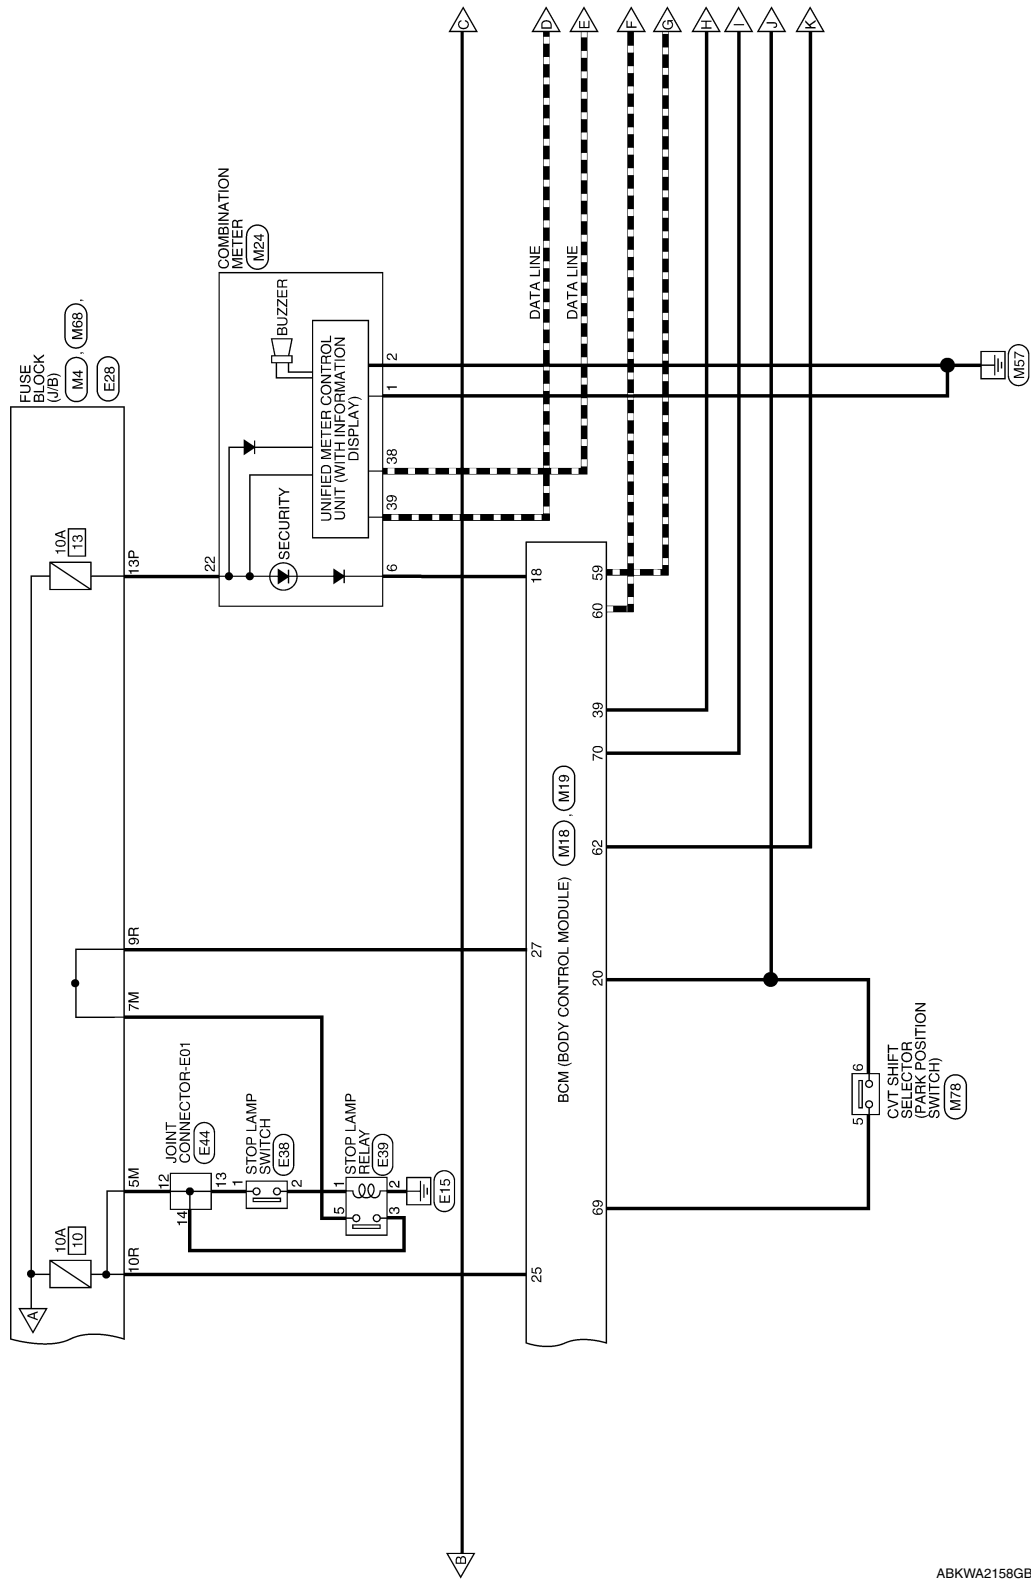 FUSE
BLOCK
(J/B)
M4 , M68 ,
E28
COMBINATION
METER
M24
BUZZER
UNIFIED METER CONTROL
UNIT (WITH INFORMATION
DISPLAY)
SECURITY
10A
13
13P
22
6
39
38
1
2
DATA LINE
DATA LINE
M57
A
10A
10
10R
5M
7M
9R
JOINT
CONNECTOR-E01
E44
12
13
14
STOP LAMP
SWITCH
E38
1
2
STOP LAMP
RELAY
E39
1
2
5
3
E15
B
C
D
E
F
G
H
I
J
K
BCM (BODY CONTROL MODULE) M18 , M19
25
27
18
69
20
62
70
39
60
59
5
6
CVT SHIFT
SELECTOR
(PARK POSITION
SWITCH)
M78
ABKWA2158GB